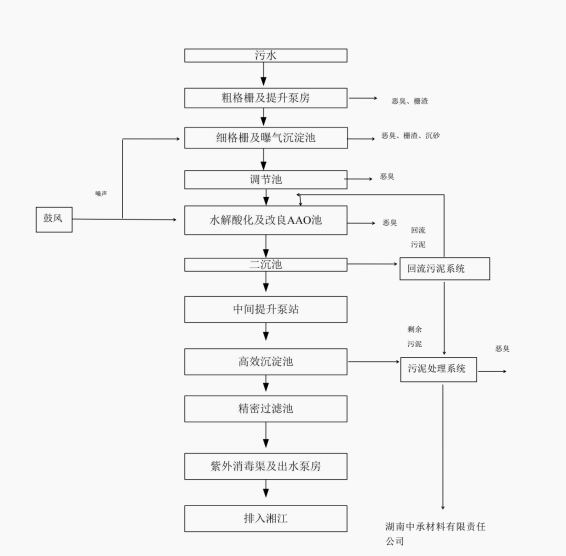 污水
粗格栅及提升泵房
恶臭、栅渣
细格栅及曝气沉淀池
恶臭、栅渣、沉砂
调节池
恶臭
噪声
鼓风
水解酸化及改良AAO池
恶臭
回流
污泥
二沉池
回流污泥系统
中间提升泵站
剩余
污泥
恶臭
高效沉淀池
污泥处理系统
精密过滤池
紫外消毒渠及出水泵房
排入湘江
湖南中承材料有限责任
公司